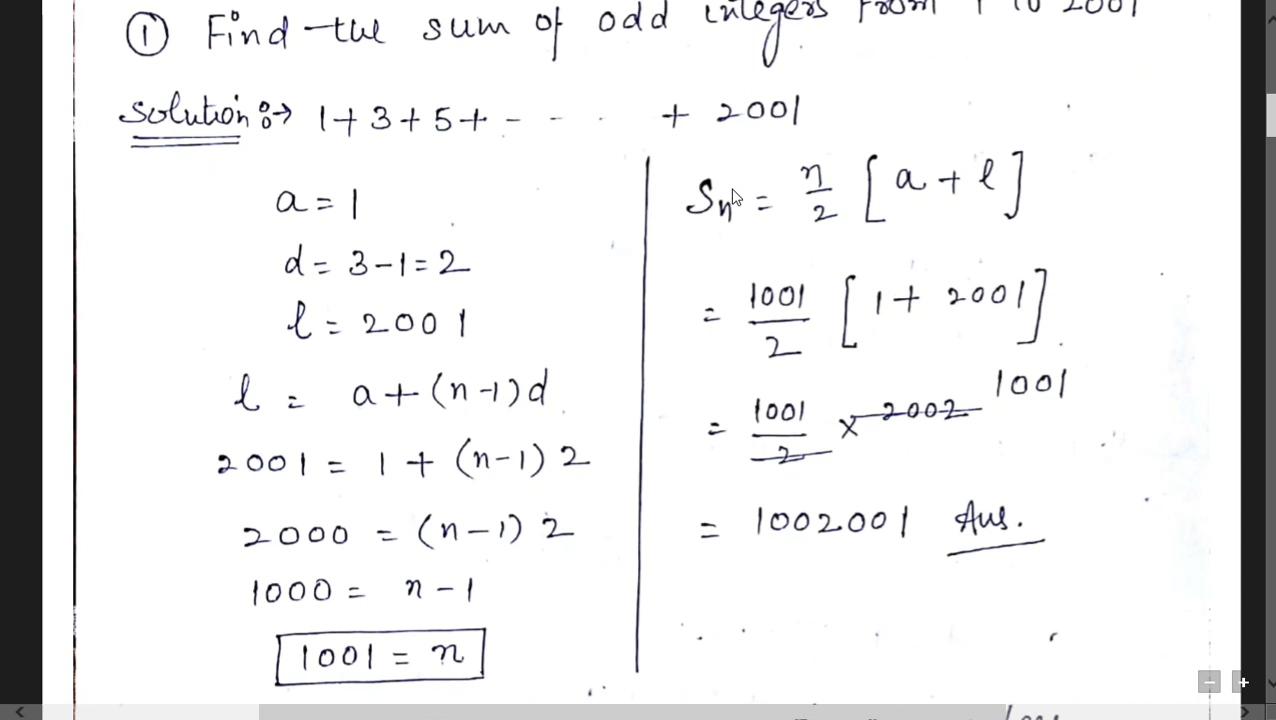 ① Find the sum of odd integers from 1 to 2001
Solution :→ 1 + 3 + 5 + - - - + 2001
a = 1
d = 3 - 1 = 2
l = 2001
l = a + (n-1)d
2001 = 1 + (n-1) 2
2000 = (n-1) 2
1000 = n - 1
1001 = n
Sn = n/2 [a + l]
= 1001/2 [1 + 2001]
= 1001/2 × 2002 1001
= 1002001 Ans.